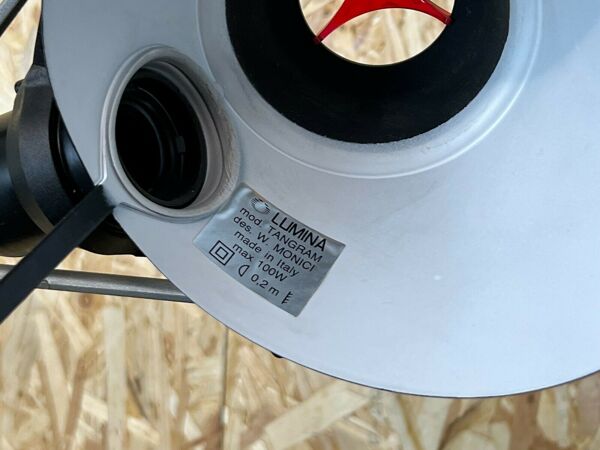 LUMINA
mod. TANGRAM
des. W. MONICI
made in Italy
max 100W
0,2 m